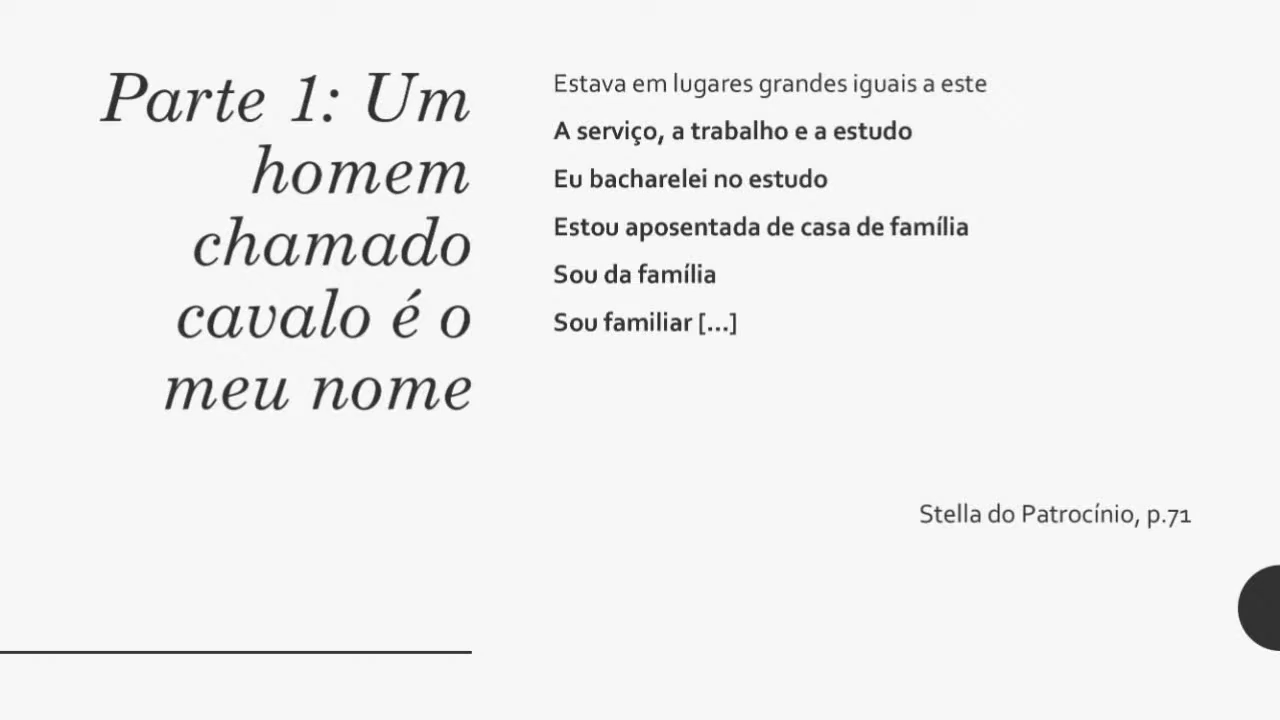 Parte 1: Um
homem
chamado
cavalo é o
meu nome
Estava em lugares grandes iguais a este
A serviço, a trabalho e a estudo
Eu bacharelei no estudo
Estou aposentada de casa de família
Sou da família
Sou familiar [...]
Stella do Patrocínio, p.71